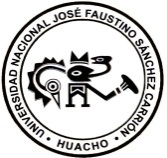 UNIVERSIDAD NACIONAL JOSÉ FAUSTINO SÁNCHEZ CARRIÓN
• HUACHO •